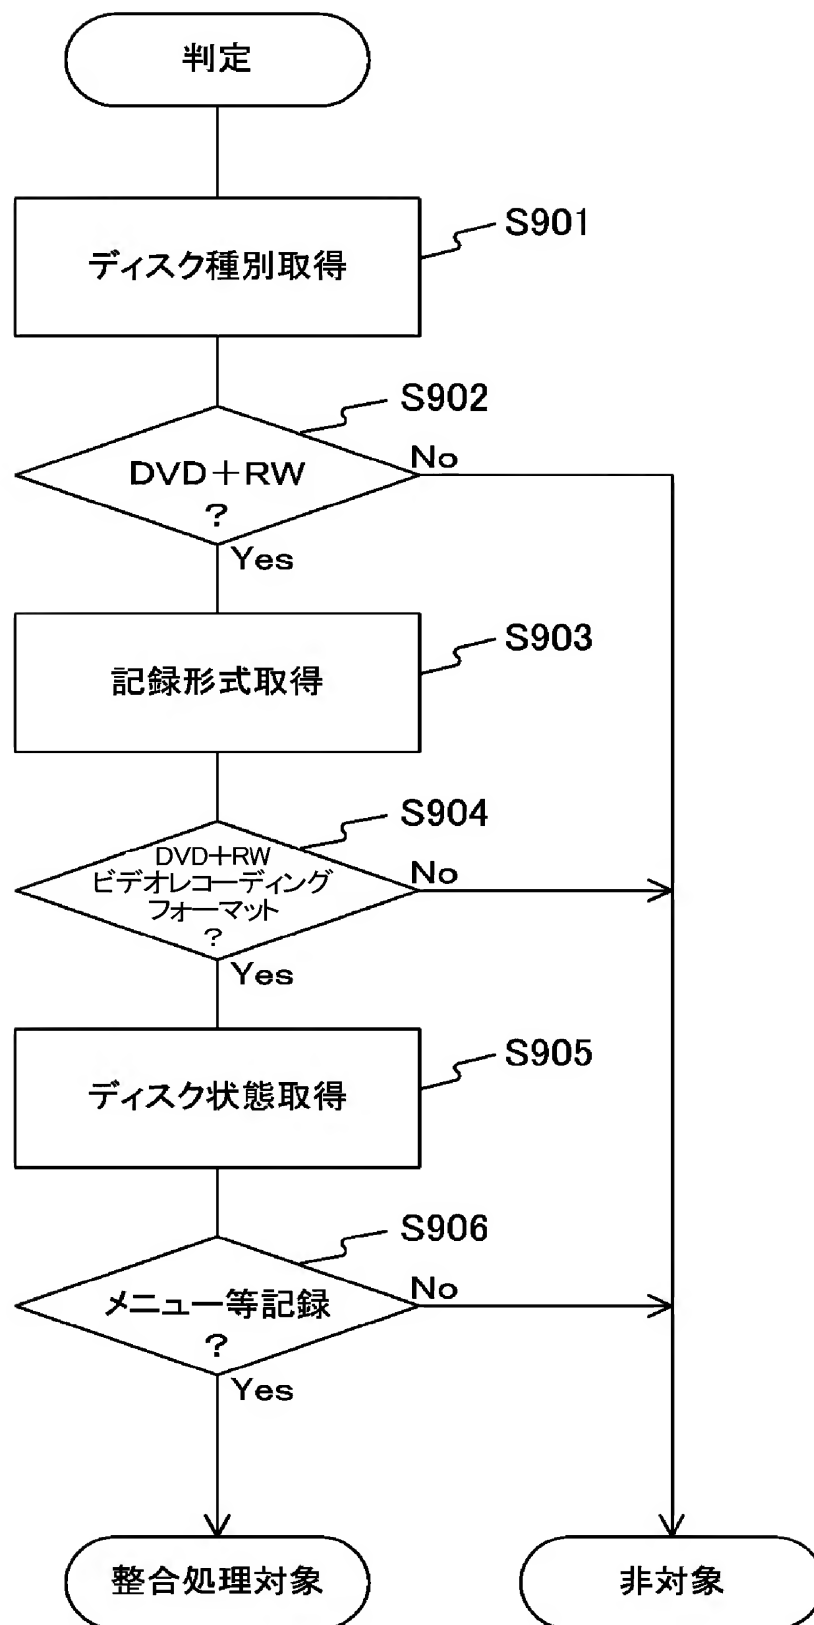 判定
S901
ディスク種別取得
S902
DVD＋RW
？
No
Yes
S903
記録形式取得
S904
DVD＋RW
ビデオレコーディング
フォーマット
？
No
Yes
S905
ディスク状態取得
S906
メニュー等記録
？
No
Yes
整合処理対象
非対象